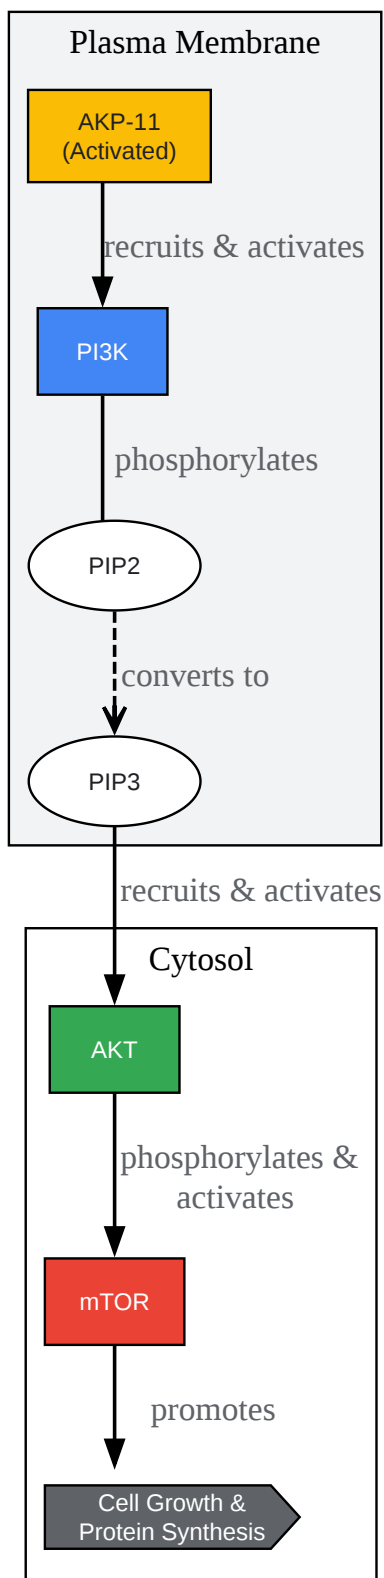 Plasma Membrane
AKP-11
(Activated)
recruits & activates
PI3K
phosphorylates
PIP2
converts to
PIP3
recruits & activates
Cytosol
AKT
phosphorylates &
activates
mTOR
promotes
Cell Growth &
Protein Synthesis